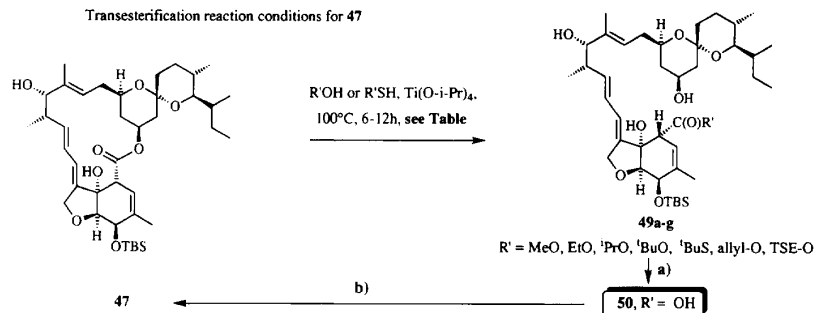 Transesterification reaction conditions for 47
R'OH or R'SH, Ti(O-i-Pr)₄,
100°C, 6-12h, see Table
HO
H
O
O
O
O
HO
O
H
OTBS
47
HO
H
O
O
OH
H
C(O)R'
HO
O
H
OTBS
49a-g
R' = MeO, EtO, ⁱPrO, ᵗBuO, ᵗBuS, allyl-O, TSE-O
a)
b)
50, R' = OH